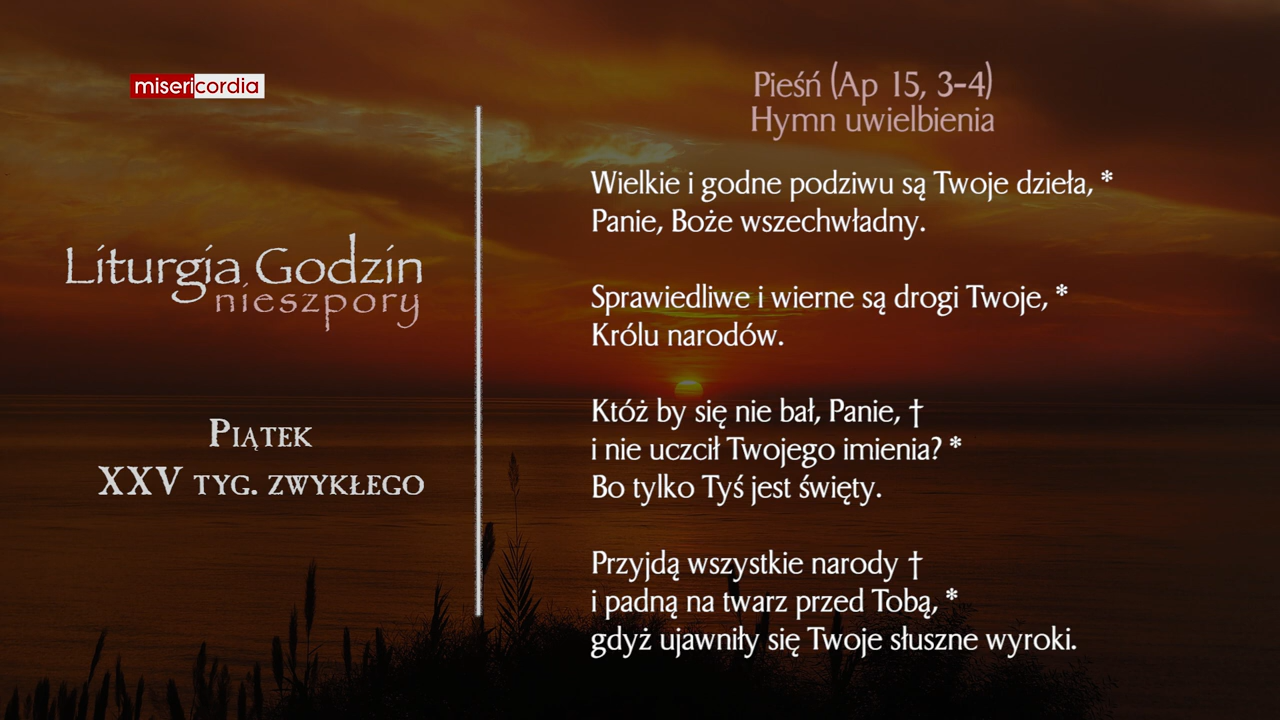 misericordia
Liturgia Godzin
nieszpory
Piątek
XXV tyg. zwykłego
Pieśń (Ap 15, 3-4)
Hymn uwielbienia
Wielkie i godne podziwu są Twoje dzieła, *
Panie, Boże wszechwładny.
Sprawiedliwe i wierne są drogi Twoje, *
Królu narodów.
Któż by się nie bał, Panie, †
i nie uczcił Twojego imienia? *
Bo tylko Tyś jest święty.
Przyjdą wszystkie narody †
i padną na twarz przed Tobą, *
gdyż ujawniły się Twoje słuszne wyroki.